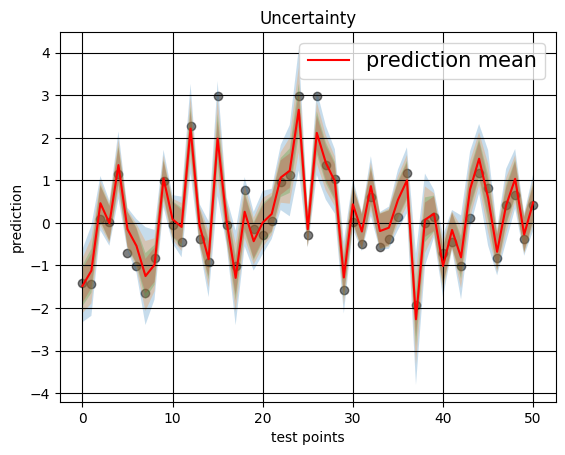 Uncertainty
prediction mean
prediction
4
3
2
1
0
−1
−2
−3
−4
0 10 20 30 40 50
test points